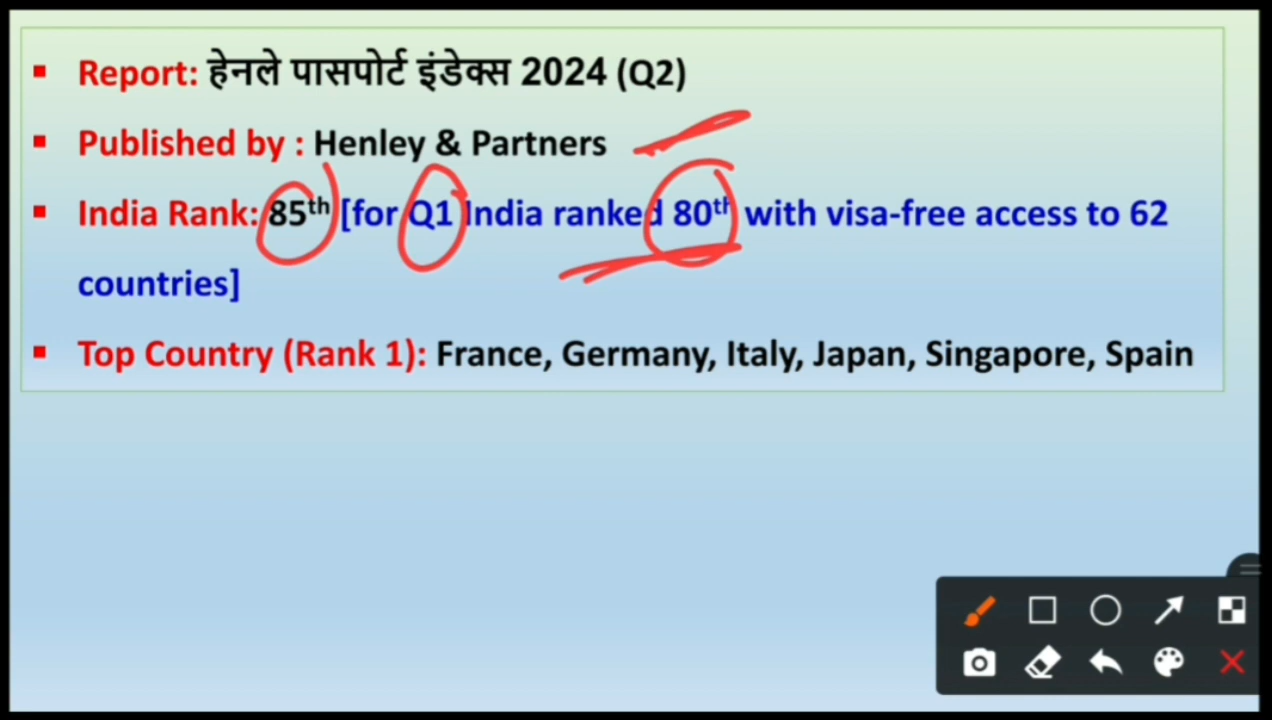 Report: हेनले पासपोर्ट इंडेक्स 2024 (Q2)
Published by : Henley & Partners
India Rank: 85th [for Q1 India ranked 80th with visa-free access to 62
countries]
Top Country (Rank 1): France, Germany, Italy, Japan, Singapore, Spain